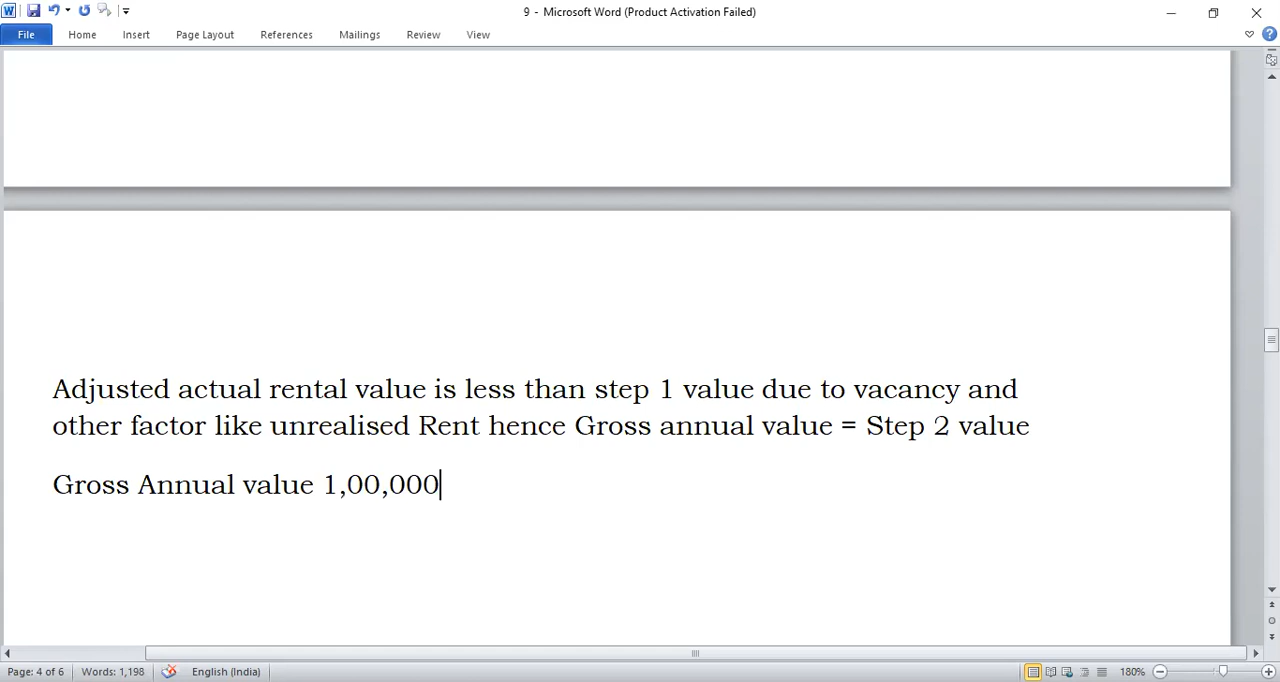 9 - Microsoft Word (Product Activation Failed)
File Home Insert Page Layout References Mailings Review View
Adjusted actual rental value is less than step 1 value due to vacancy and
other factor like unrealised Rent hence Gross annual value = Step 2 value
Gross Annual value 1,00,000
Page: 4 of 6 Words: 1,198 English (India) 180%